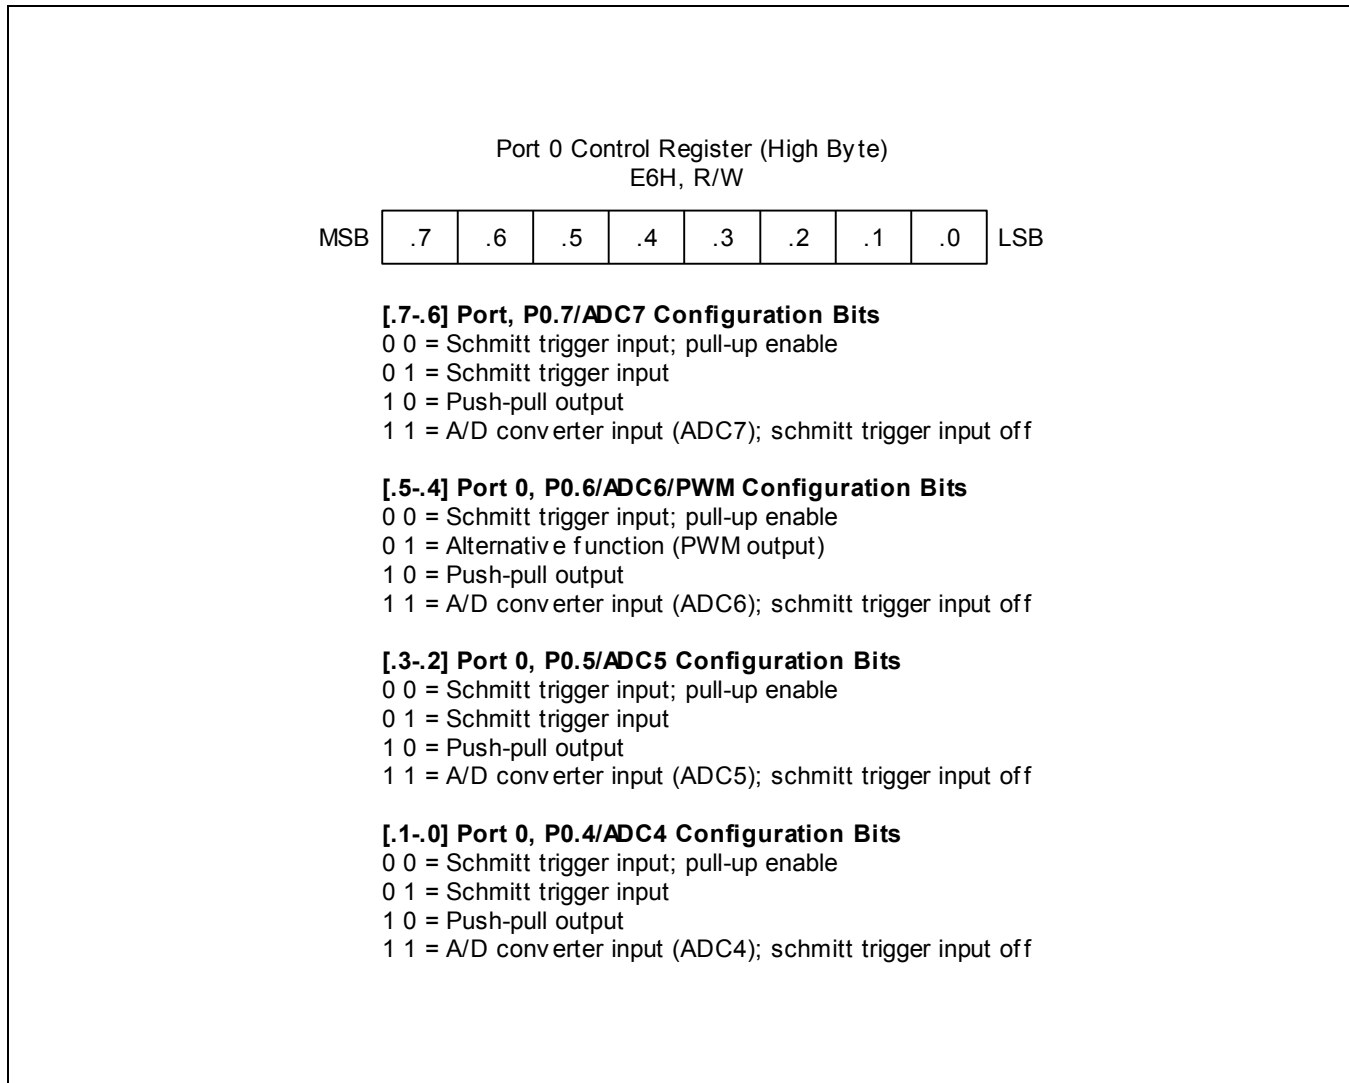 Port 0 Control Register (High Byte)
E6H, R/W
MSB .7 .6 .5 .4 .3 .2 .1 .0 LSB
[.7-.6] Port, P0.7/ADC7 Configuration Bits
0 0 = Schmitt trigger input; pull-up enable
0 1 = Schmitt trigger input
1 0 = Push-pull output
1 1 = A/D converter input (ADC7); schmitt trigger input off
[.5-.4] Port 0, P0.6/ADC6/PWM Configuration Bits
0 0 = Schmitt trigger input; pull-up enable
0 1 = Alternative function (PWM output)
1 0 = Push-pull output
1 1 = A/D converter input (ADC6); schmitt trigger input off
[.3-.2] Port 0, P0.5/ADC5 Configuration Bits
0 0 = Schmitt trigger input; pull-up enable
0 1 = Schmitt trigger input
1 0 = Push-pull output
1 1 = A/D converter input (ADC5); schmitt trigger input off
[.1-.0] Port 0, P0.4/ADC4 Configuration Bits
0 0 = Schmitt trigger input; pull-up enable
0 1 = Schmitt trigger input
1 0 = Push-pull output
1 1 = A/D converter input (ADC4); schmitt trigger input off